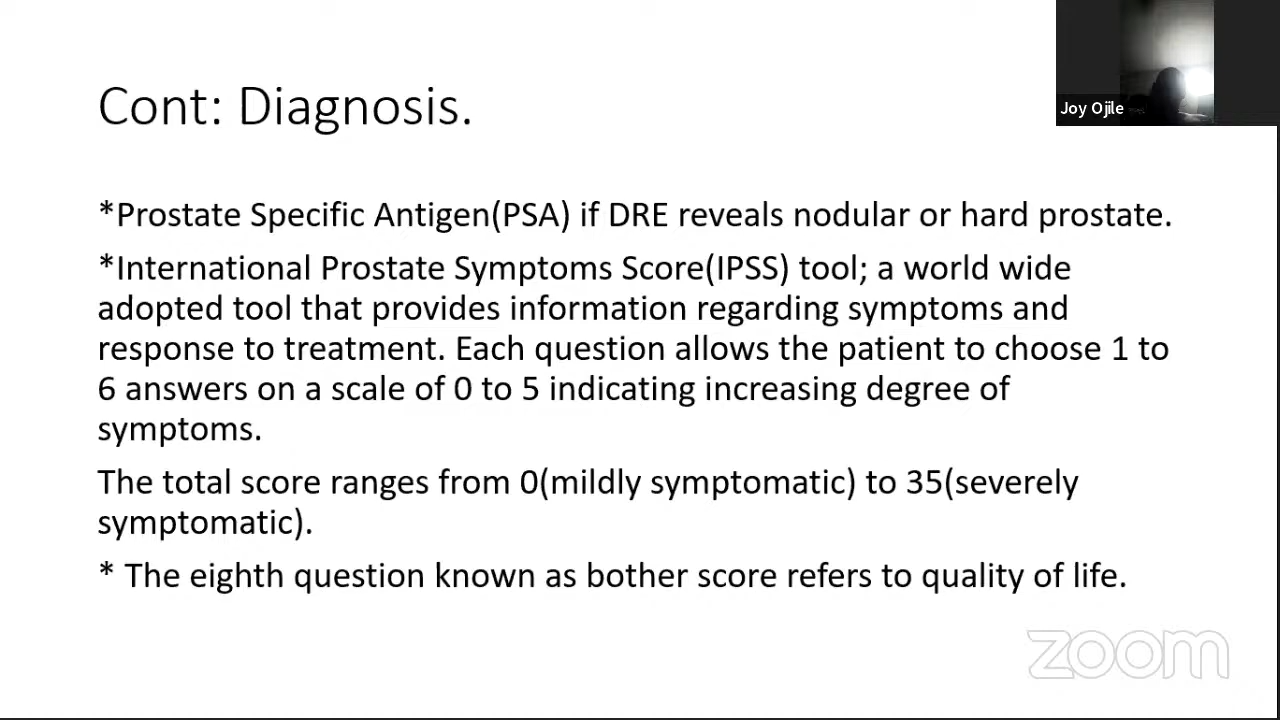 Joy Ojile
Cont: Diagnosis.
*Prostate Specific Antigen(PSA) if DRE reveals nodular or hard prostate.
*International Prostate Symptoms Score(IPSS) tool; a world wide
adopted tool that provides information regarding symptoms and
response to treatment. Each question allows the patient to choose 1 to
6 answers on a scale of 0 to 5 indicating increasing degree of
symptoms.
The total score ranges from 0(mildly symptomatic) to 35(severely
symptomatic).
* The eighth question known as bother score refers to quality of life.
zoom